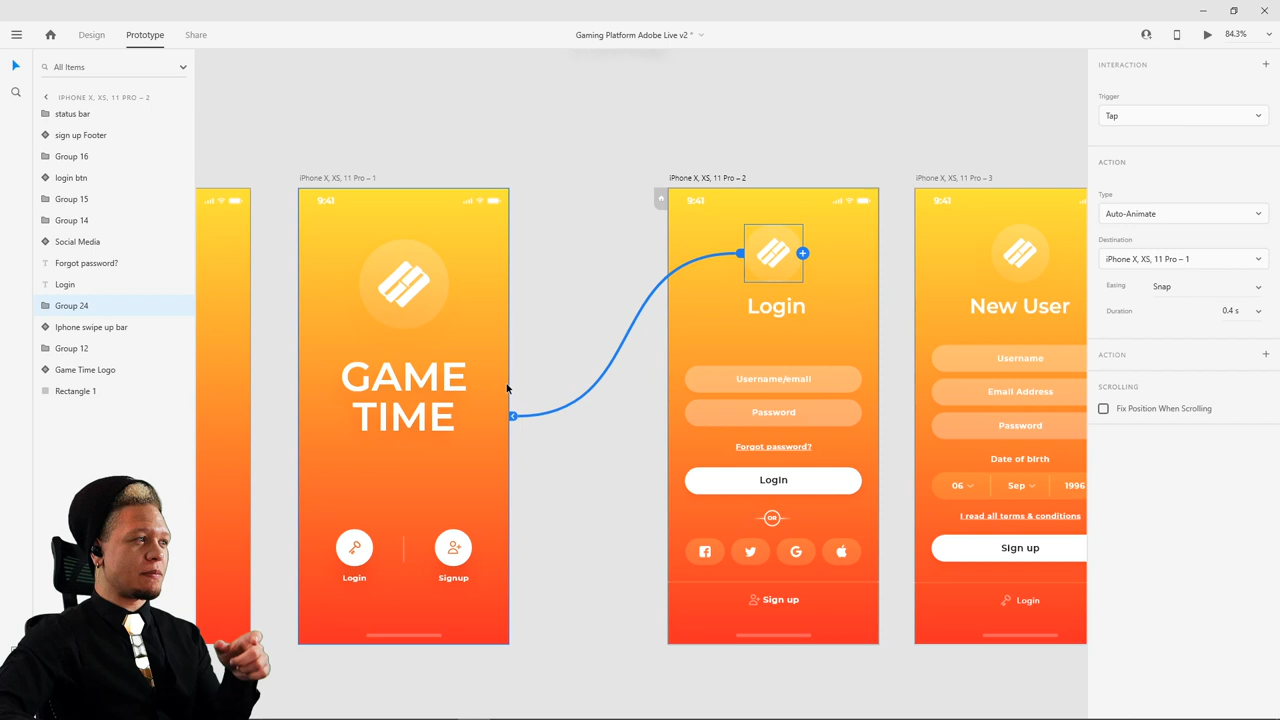 Design
Prototype
Share
Gaming Platform Adobe Live v2 *
84.3%
All Items
IPHONE X, XS, 11 PRO – 2
status bar
sign up Footer
Group 16
login btn
Group 15
Group 14
Social Media
Forgot password?
Login
Group 24
Iphone swipe up bar
Group 12
Game Time Logo
Rectangle 1
iPhone X, XS, 11 Pro – 1
9:41
GAME
TIME
Login
Signup
iPhone X, XS, 11 Pro – 2
9:41
Login
Username/email
Password
Forgot password?
Login
OR
Sign up
iPhone X, XS, 11 Pro – 3
9:41
New User
Username
Email Address
Password
Date of birth
06
Sep
1996
I read all terms & conditions
Sign up
Login
INTERACTION
Trigger
Tap
ACTION
Type
Auto-Animate
Destination
iPhone X, XS, 11 Pro – 1
Easing
Snap
Duration
0.4 s
ACTION
SCROLLING
Fix Position When Scrolling